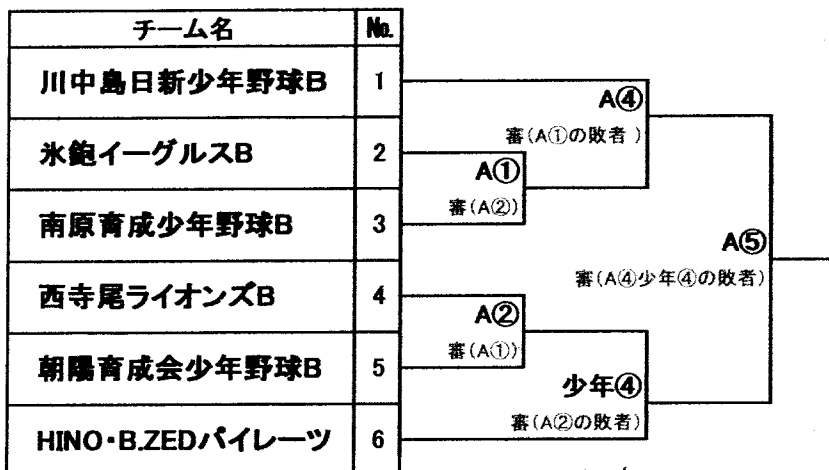 チーム名 No.
川中島日新少年野球B 1
A④
審(A①の敗者)
氷鉋イーグルスB 2
A①
審(A②)
南原育成少年野球B 3
A⑤
審(A④少年④の敗者)
西寺尾ライオンズB 4
A②
審(A①)
朝陽育成会少年野球B 5
少年④
審(A②の敗者)
HINO・B.ZEDパイレーツ 6